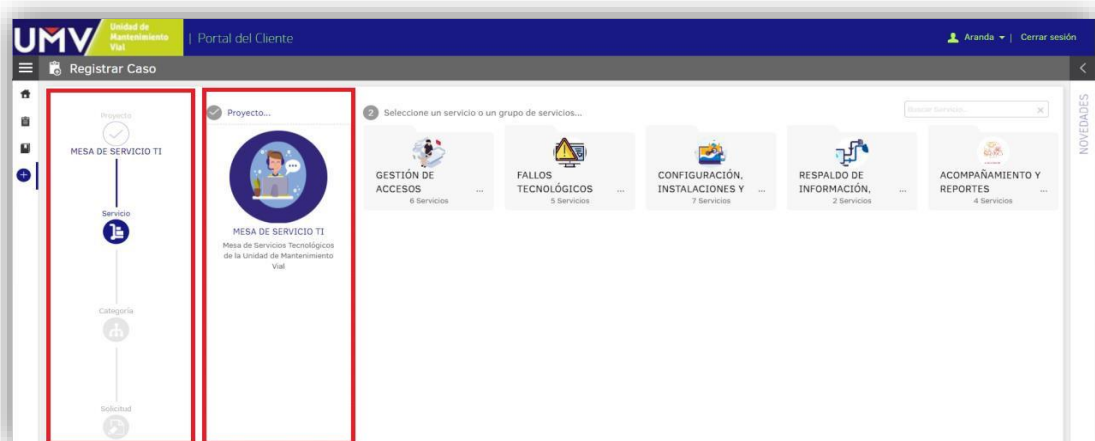 UMV
Unidad de
Mantenimiento
Vial
| Portal del Cliente
Aranda
| Cerrar sesión
Registrar Caso
NOVEDADES
Proyecto
MESA DE SERVICIO TI
Servicio
Categoría
Solicitud
Proyecto...
MESA DE SERVICIO TI
Mesa de Servicios Tecnológicos
de la Unidad de Mantenimiento
Vial
2 Seleccione un servicio o un grupo de servicios...
Buscar Servicio...
GESTIÓN DE
ACCESOS ...
6 Servicios
FALLOS
TECNOLÓGICOS ...
5 Servicios
CONFIGURACIÓN,
INSTALACIONES Y ...
7 Servicios
RESPALDO DE
INFORMACIÓN, ...
2 Servicios
ACOMPAÑAMIENTO Y
REPORTES ...
4 Servicios